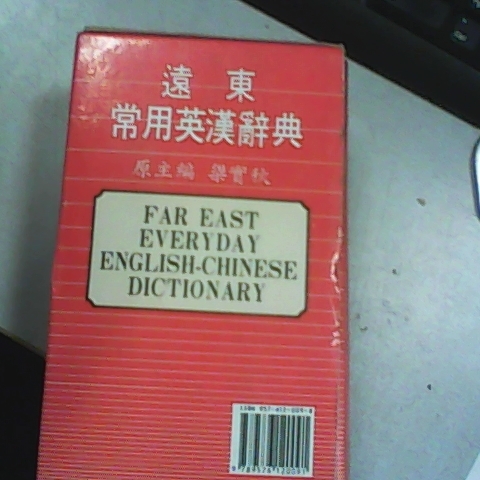 遠東
常用英漢辭典
原主編 梁實秋
FAR EAST
EVERYDAY
ENGLISH-CHINESE
DICTIONARY